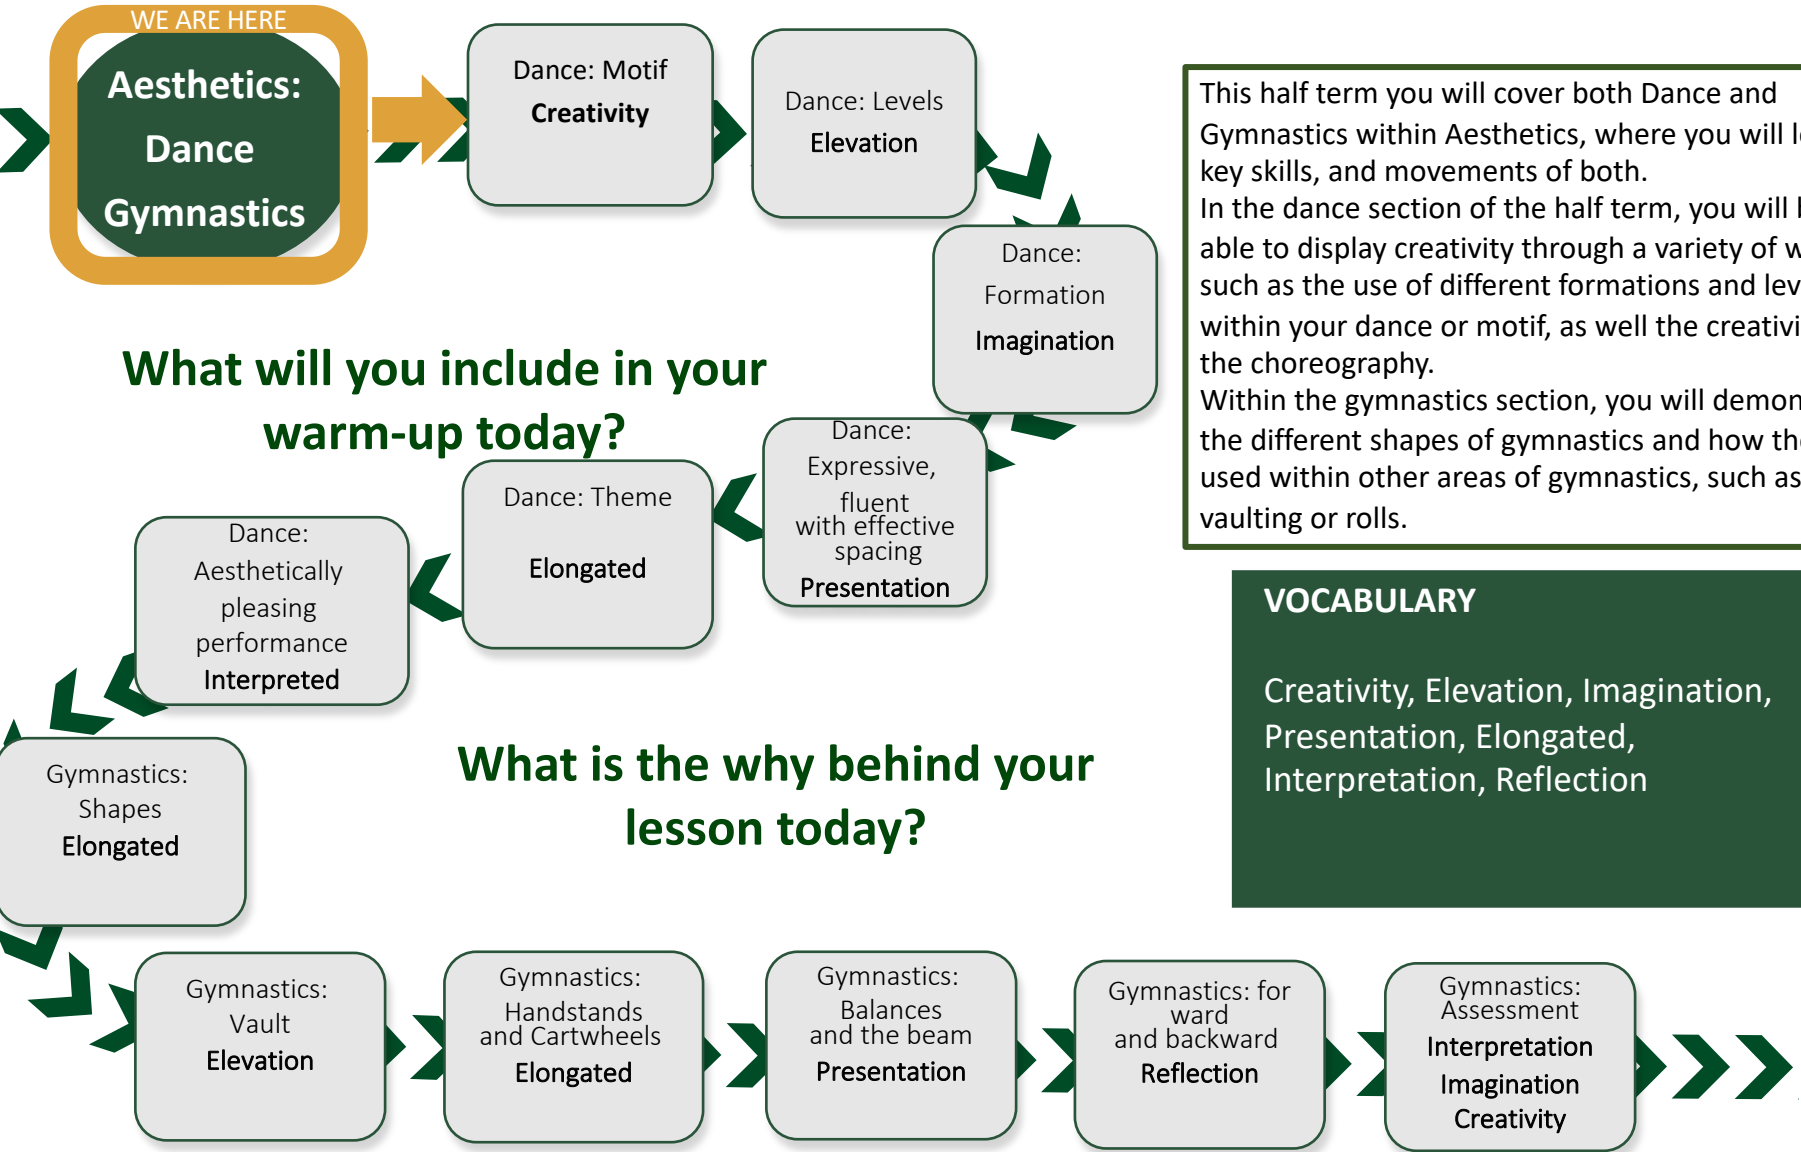 WE ARE HERE
Aesthetics:
Dance
Gymnastics
Dance: Motif
Creativity
Dance: Levels
Elevation
Dance:
Formation
Imagination
Dance:
Expressive,
fluent
with effective
spacing
Presentation
Dance: Theme
Elongated
Dance:
Aesthetically
pleasing
performance
Interpreted
Gymnastics:
Shapes
Elongated
Gymnastics:
Vault
Elevation
Gymnastics:
Handstands
and Cartwheels
Elongated
Gymnastics:
Balances
and the beam
Presentation
Gymnastics: for
ward
and backward
Reflection
Gymnastics:
Assessment
Interpretation
Imagination
Creativity
What will you include in your
warm-up today?
What is the why behind your
lesson today?
This half term you will cover both Dance and
Gymnastics within Aesthetics, where you will
key skills, and movements of both.
In the dance section of the half term, you will
able to display creativity through a variety of
such as the use of different formations and
within your dance or motif, as well the
the choreography.
Within the gymnastics section, you will
the different shapes of gymnastics and how
used within other areas of gymnastics, such as
vaulting or rolls.
VOCABULARY
Creativity, Elevation, Imagination,
Presentation, Elongated,
Interpretation, Reflection